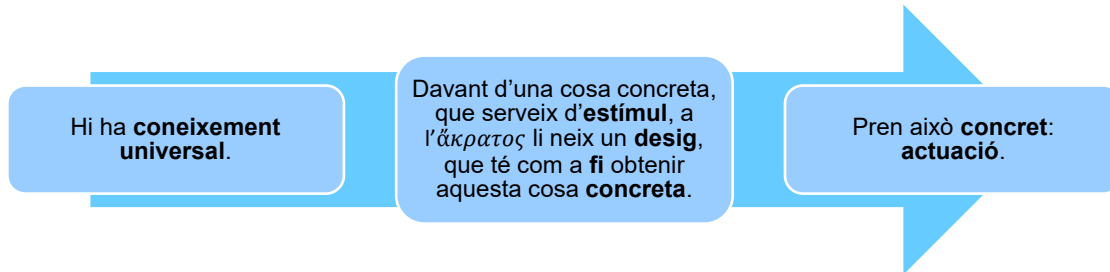 Hi ha coneixement
universal.
Davant d’una cosa concreta,
que serveix d’estímul, a
l’ἄκρατος li neix un desig,
que té com a fi obtenir
aquesta cosa concreta.
Pren això concret:
actuació.